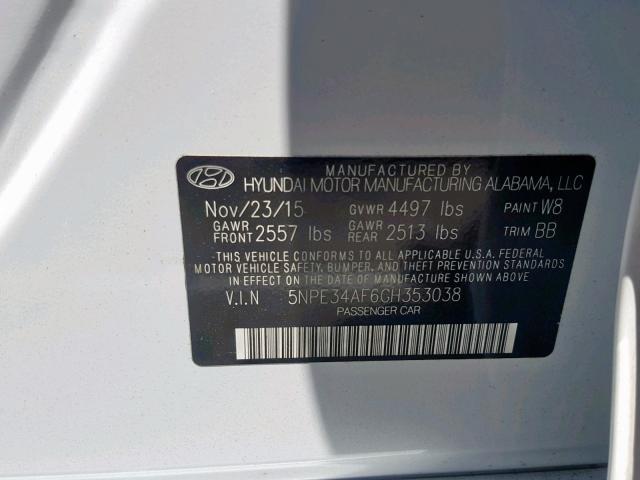 MANUFACTURED BY
HYUNDAI MOTOR MANUFACTURING ALABAMA, LLC
Nov/23/15 GVWR 4497 lbs PAINT W8
GAWR FRONT 2557 lbs GAWR REAR 2513 lbs TRIM BB
THIS VEHICLE CONFORMS TO ALL APPLICABLE U.S.A. FEDERAL
MOTOR VEHICLE SAFETY, BUMPER, AND THEFT PREVENTION STANDARDS
IN EFFECT ON THE DATE OF MANUFACTURE SHOWN ABOVE
V.I.N 5NPE34AF6GH353038
PASSENGER CAR